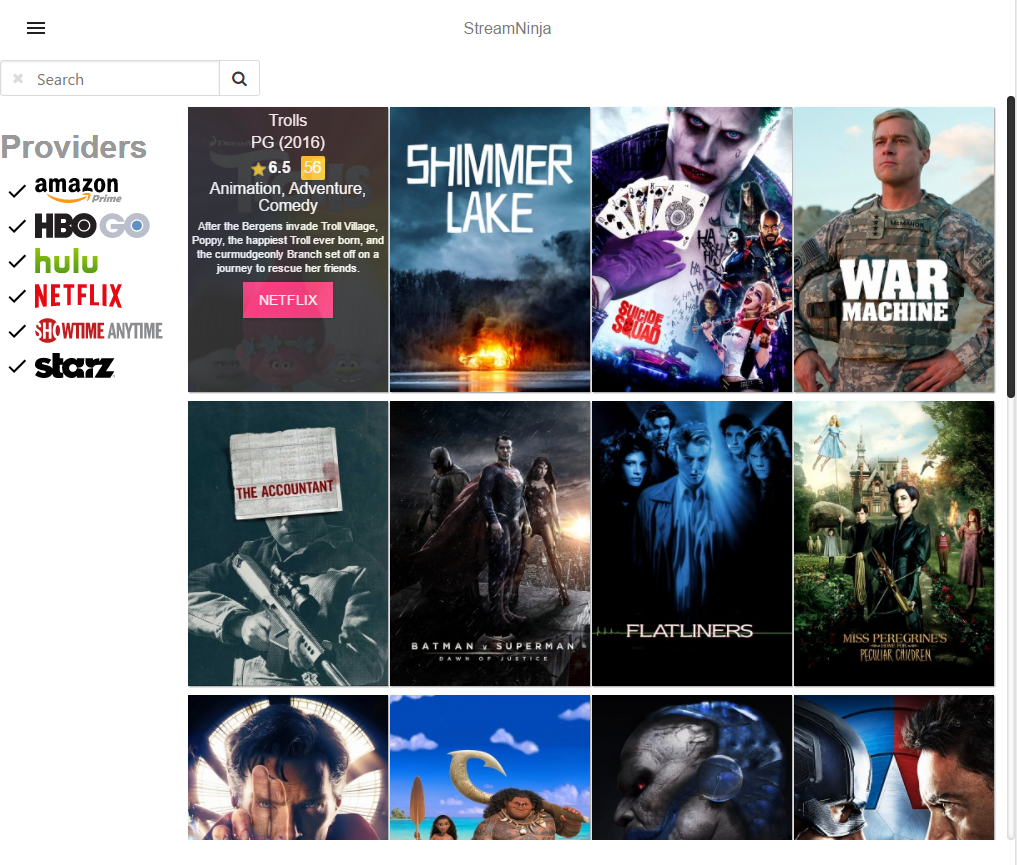 StreamNinja
Search
Providers
amazon
Prime
HBO GO
hulu
NETFLIX
SHOWTIME ANYTIME
starz
Trolls
PG (2016)
6.5 56
Animation, Adventure,
Comedy
After the Bergens invade Troll Village,
Poppy, the happiest Troll ever born, and
the curmudgeonly Branch set off on a
journey to rescue her friends.
NETFLIX
SHIMMER
LAKE
HAHAHA
SUICIDE
SQUAD
McMAHON
WAR
MACHINE
THE ACCOUNTANT
BATMAN v SUPERMAN
DAWN OF JUSTICE
FLATLINERS
MISS PEREGRINE'S
HOME FOR
PECULIAR CHILDREN